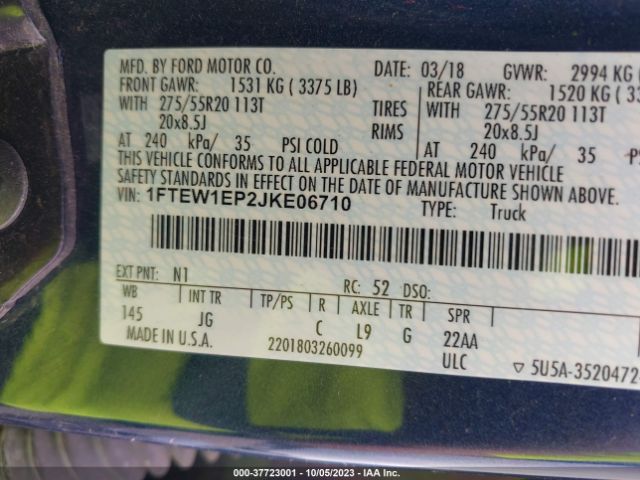 MFD. BY FORD MOTOR CO.
DATE: 03/18 GVWR: 2994 KG
FRONT GAWR: 1531 KG ( 3375 LB)
REAR GAWR: 1520 KG (
WITH 275/55R20 113T TIRES WITH 275/55R20 113T
20x8.5J RIMS 20x8.5J
AT 240 kPa/ 35 PSI COLD AT 240 kPa/ 35
THIS VEHICLE CONFORMS TO ALL APPLICABLE FEDERAL MOTOR VEHICLE
SAFETY STANDARDS IN EFFECT ON THE DATE OF MANUFACTURE SHOWN ABOVE.
VIN: 1FTEW1EP2JKE06710 TYPE: Truck
EXT PNT: N1 RC: 52 DSO:
WB INT TR TP/PS R AXLE TR SPR
145 JG C L9 G 22AA
MADE IN U.S.A. 2201803260099 ULC ▽ 5U5A-3520472-
000-37723001 - 10/05/2023 - IAA Inc.